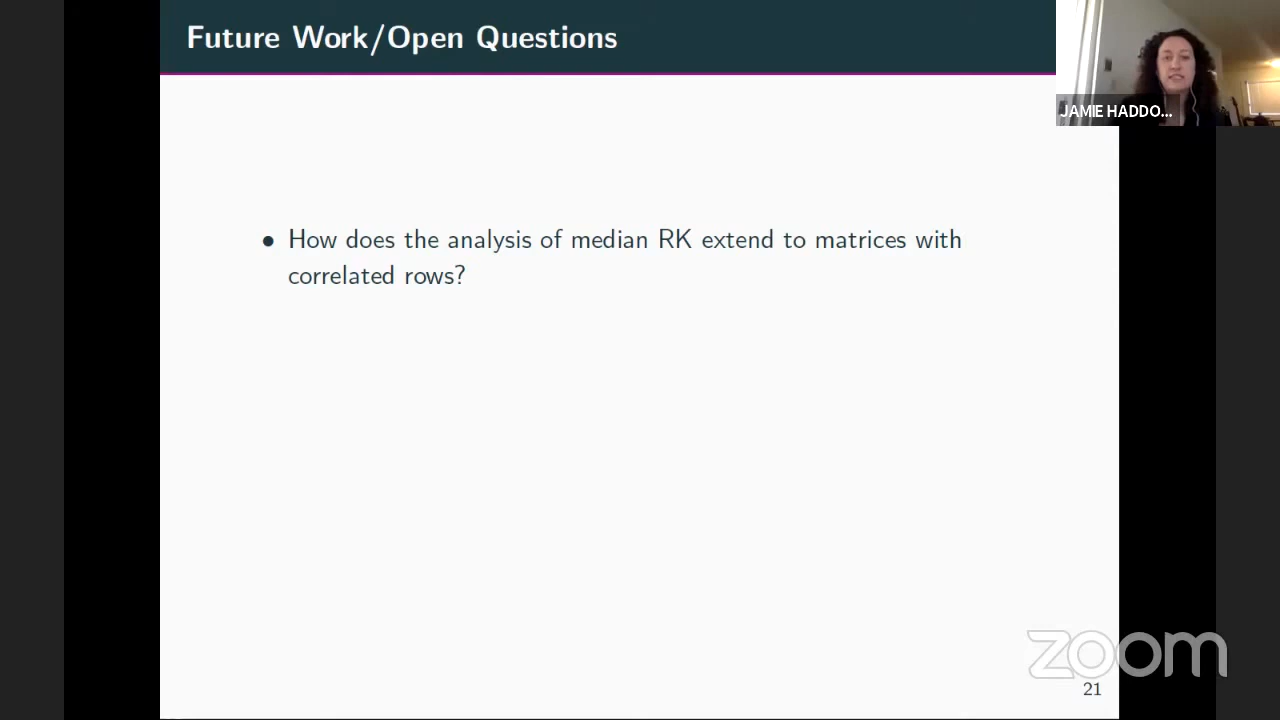 Future Work/Open Questions
JAMIE HADDO...
• How does the analysis of median RK extend to matrices with
correlated rows?
zoom
21